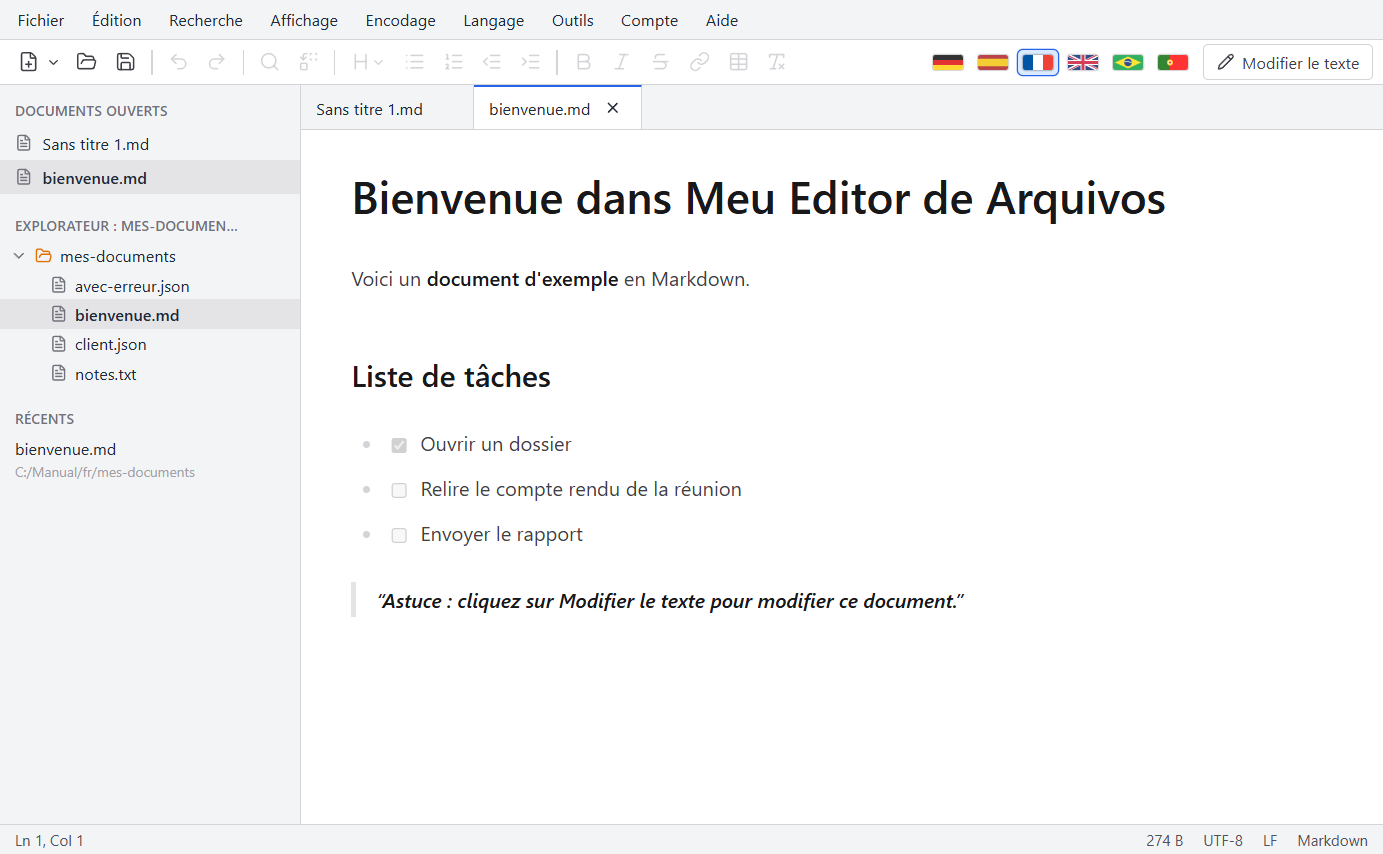 Fichier Édition Recherche Affichage Encodage Langage Outils Compte Aide
Modifier le texte
DOCUMENTS OUVERTS
Sans titre 1.md
bienvenue.md
EXPLORATEUR : MES-DOCUMEN...
mes-documents
avec-erreur.json
bienvenue.md
client.json
notes.txt
RÉCENTS
bienvenue.md
C:/Manual/fr/mes-documents
Sans titre 1.md bienvenue.md
Bienvenue dans Meu Editor de Arquivos
Voici un document d'exemple en Markdown.
Liste de tâches
Ouvrir un dossier
Relire le compte rendu de la réunion
Envoyer le rapport
“Astuce : cliquez sur Modifier le texte pour modifier ce document.”
Ln 1, Col 1 274 B UTF-8 LF Markdown